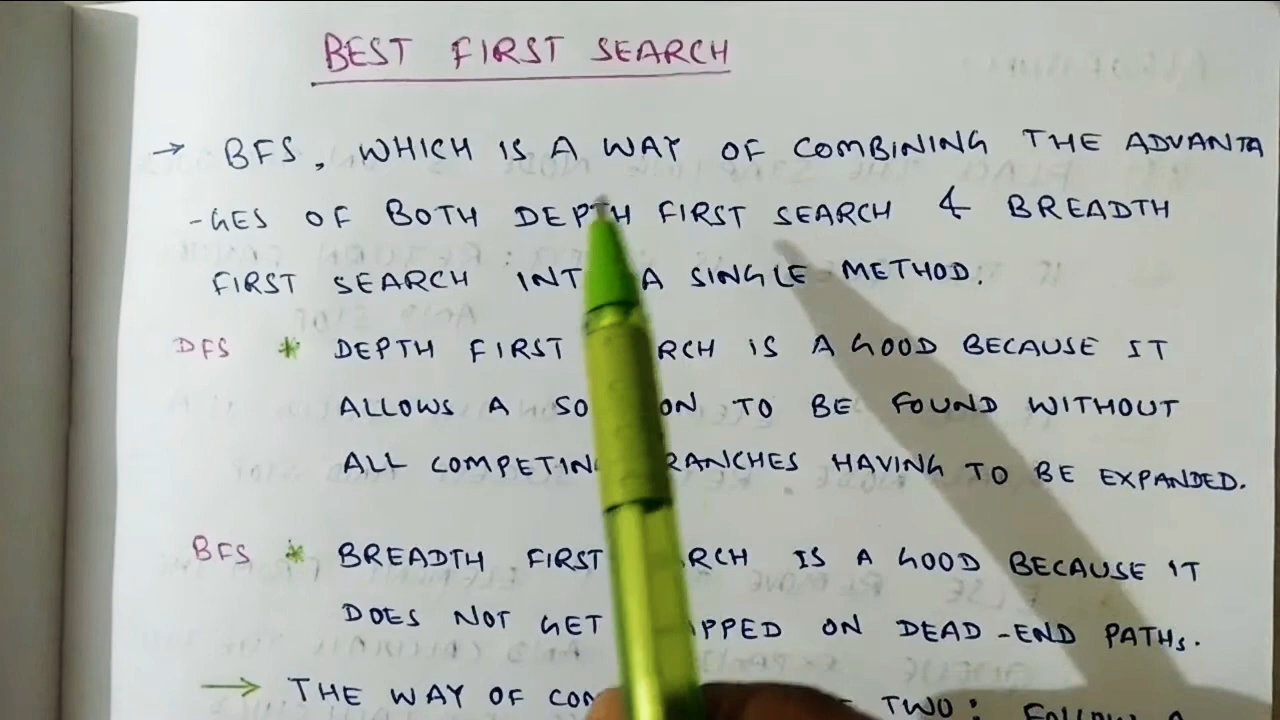 BEST FIRST SEARCH
→ BFS, WHICH IS A WAY OF COMBINING THE ADVANTA
-GES OF BOTH DEPTH FIRST SEARCH & BREADTH
FIRST SEARCH INT A SINGLE METHOD.
DFS * DEPTH FIRST RCH IS A GOOD BECAUSE IT
ALLOWS A SO ON TO BE FOUND WITHOUT
ALL COMPETING RANCHES HAVING TO BE EXPANDED.
BFS * BREADTH FIRST RCH IS A GOOD BECAUSE IT
DOES NOT GET PPED ON DEAD-END PATHS.
→ THE WAY OF TWO: FOLLOW A